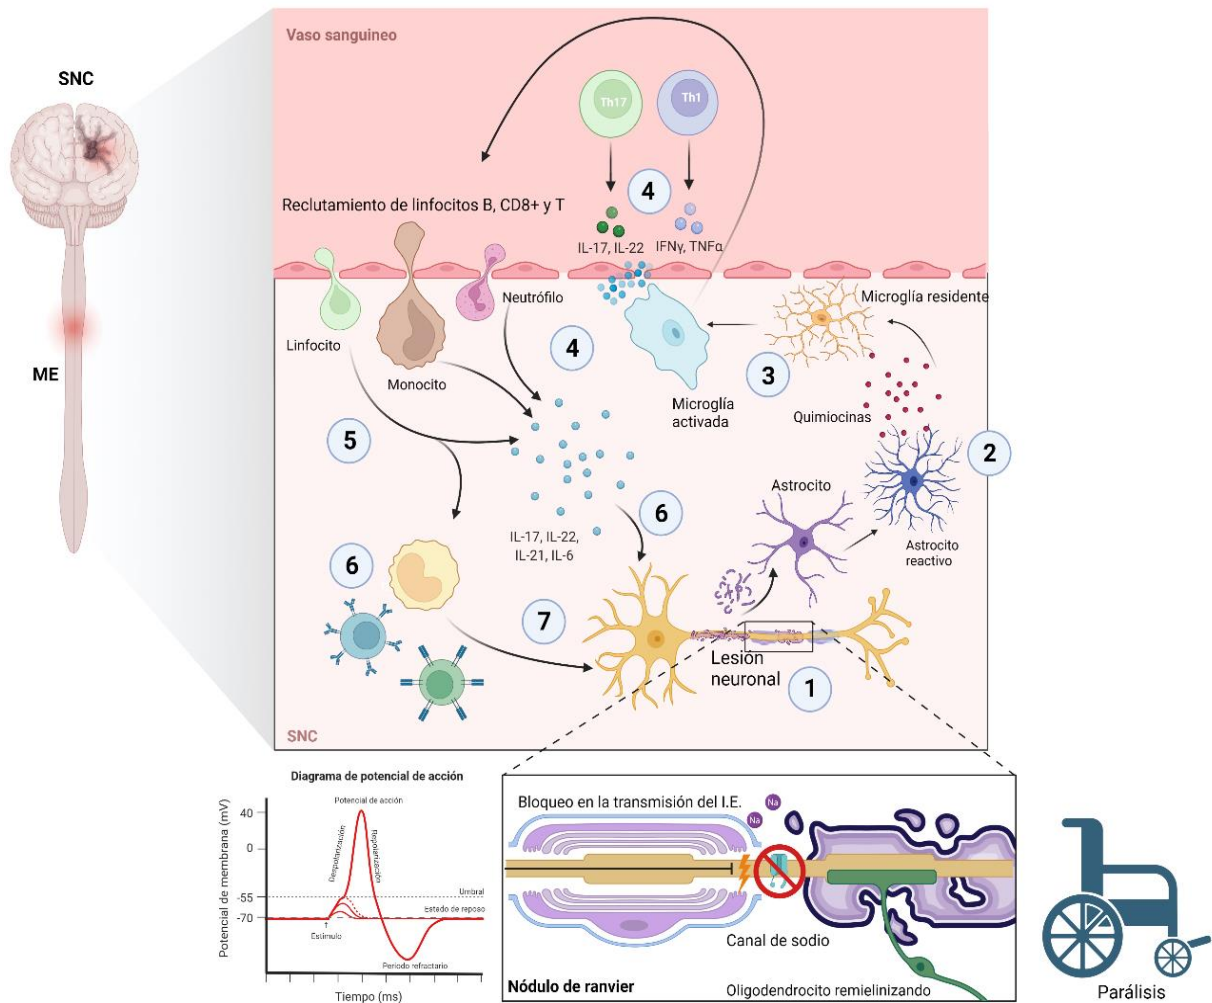 Vaso sanguineo
SNC
Th17
Th1
4
Reclutamiento de linfocitos B, CD8+ y T
IL-17, IL-22
IFNγ, TNFα
Neutrófilo
Microglía residente
Linfocito
ME
4
3
Monocito
Microglía
activada
Quimiocinas
5
2
Astrocito
6
IL-17, IL-22,
IL-21, IL-6
Astrocito
reactivo
6
7
Lesión
neuronal
1
SNC
Diagrama de potencial de acción
Potencial de membrana (mV)
40
0
-55
-70
Potencial de acción
Despolarización
Repolarización
Umbral
Estado de reposo
Estímulo
Periodo refractario
Tiempo (ms)
Bloqueo en la transmisión del I.E.
Na
Na
Canal de sodio
Nódulo de ranvier
Oligodendrocito remielinizando
Parálisis